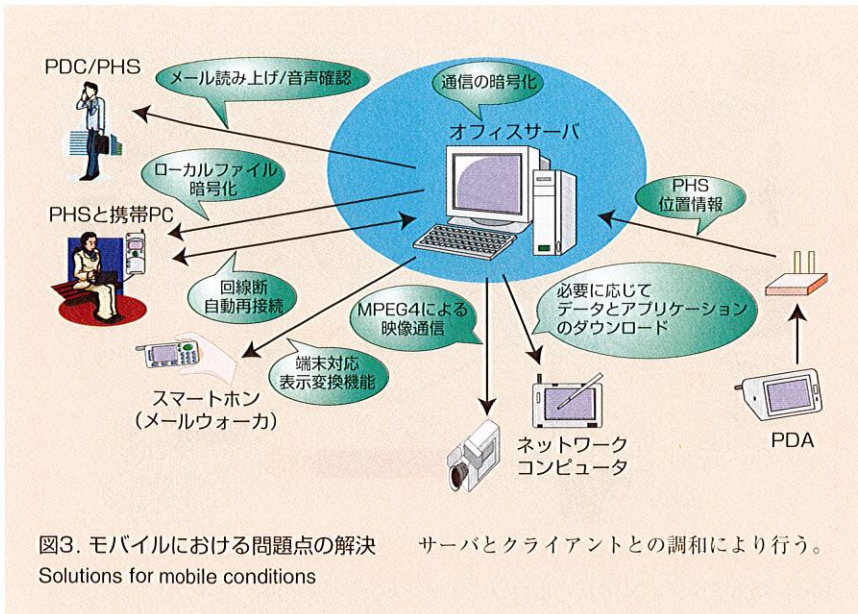 PDC/PHS
メール読み上げ/音声確認
通信の暗号化
オフィスサーバ
ローカルファイル
暗号化
PHS
位置情報
PHSと携帯PC
回線断
自動再接続
MPEG4による
映像通信
必要に応じて
データとアプリケーション
のダウンロード
端末対応
表示変換機能
スマートホン
(メールウォーカ)
ネットワーク
コンピュータ
PDA
図3. モバイルにおける問題点の解決 サーバとクライアントとの調和により行う。
Solutions for mobile conditions